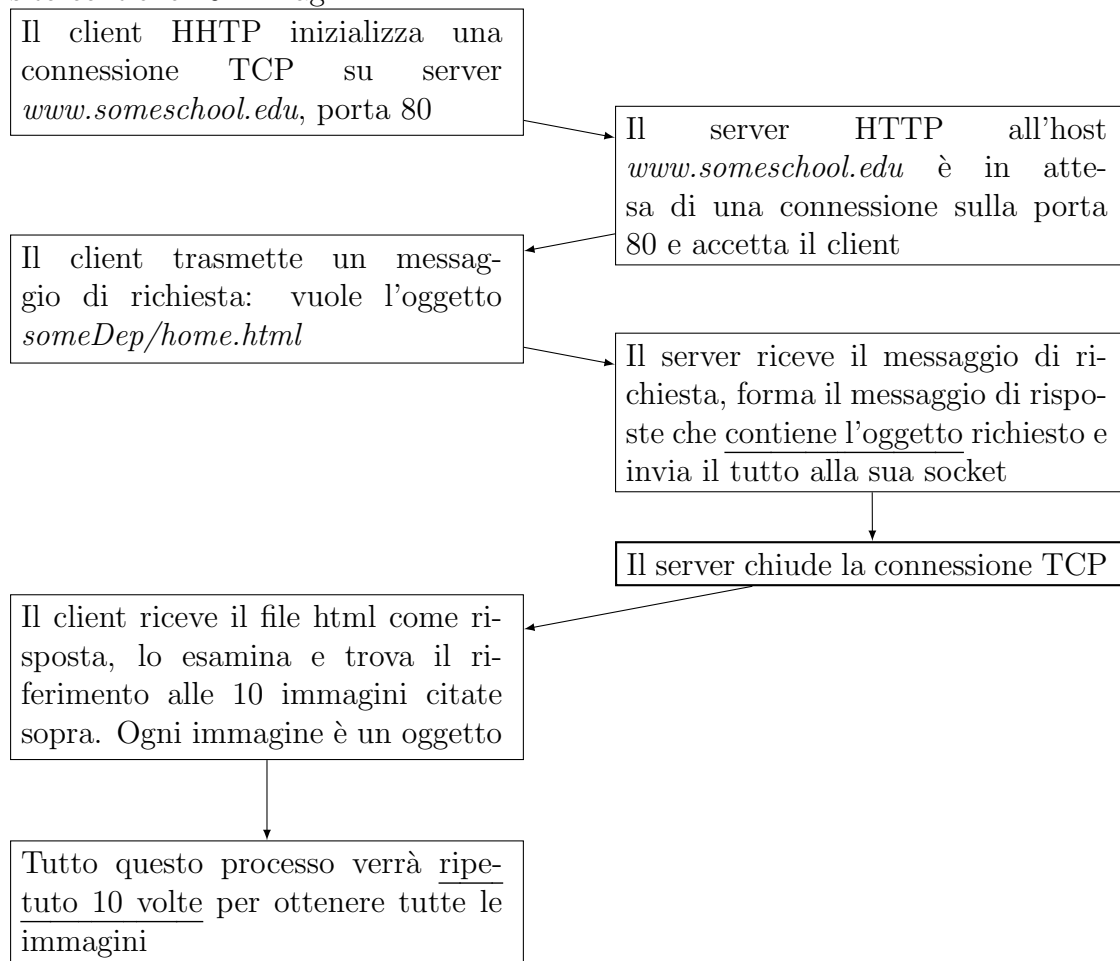 Il client HHTP inizializza una
connessione TCP su server
www.someschool.edu, porta 80
Il server HTTP all'host
www.someschool.edu è in atte-
sa di una connessione sulla porta
80 e accetta il client
Il client trasmette un messag-
gio di richiesta: vuole l'oggetto
someDep/home.html
Il server riceve il messaggio di ri-
chiesta, forma il messaggio di rispo-
ste che contiene l'oggetto richiesto e
invia il tutto alla sua socket
Il server chiude la connessione TCP
Il client riceve il file html come ri-
sposta, lo esamina e trova il ri-
ferimento alle 10 immagini citate
sopra. Ogni immagine è un oggetto
Tutto questo processo verrà ripe-
tuto 10 volte per ottenere tutte le
immagini